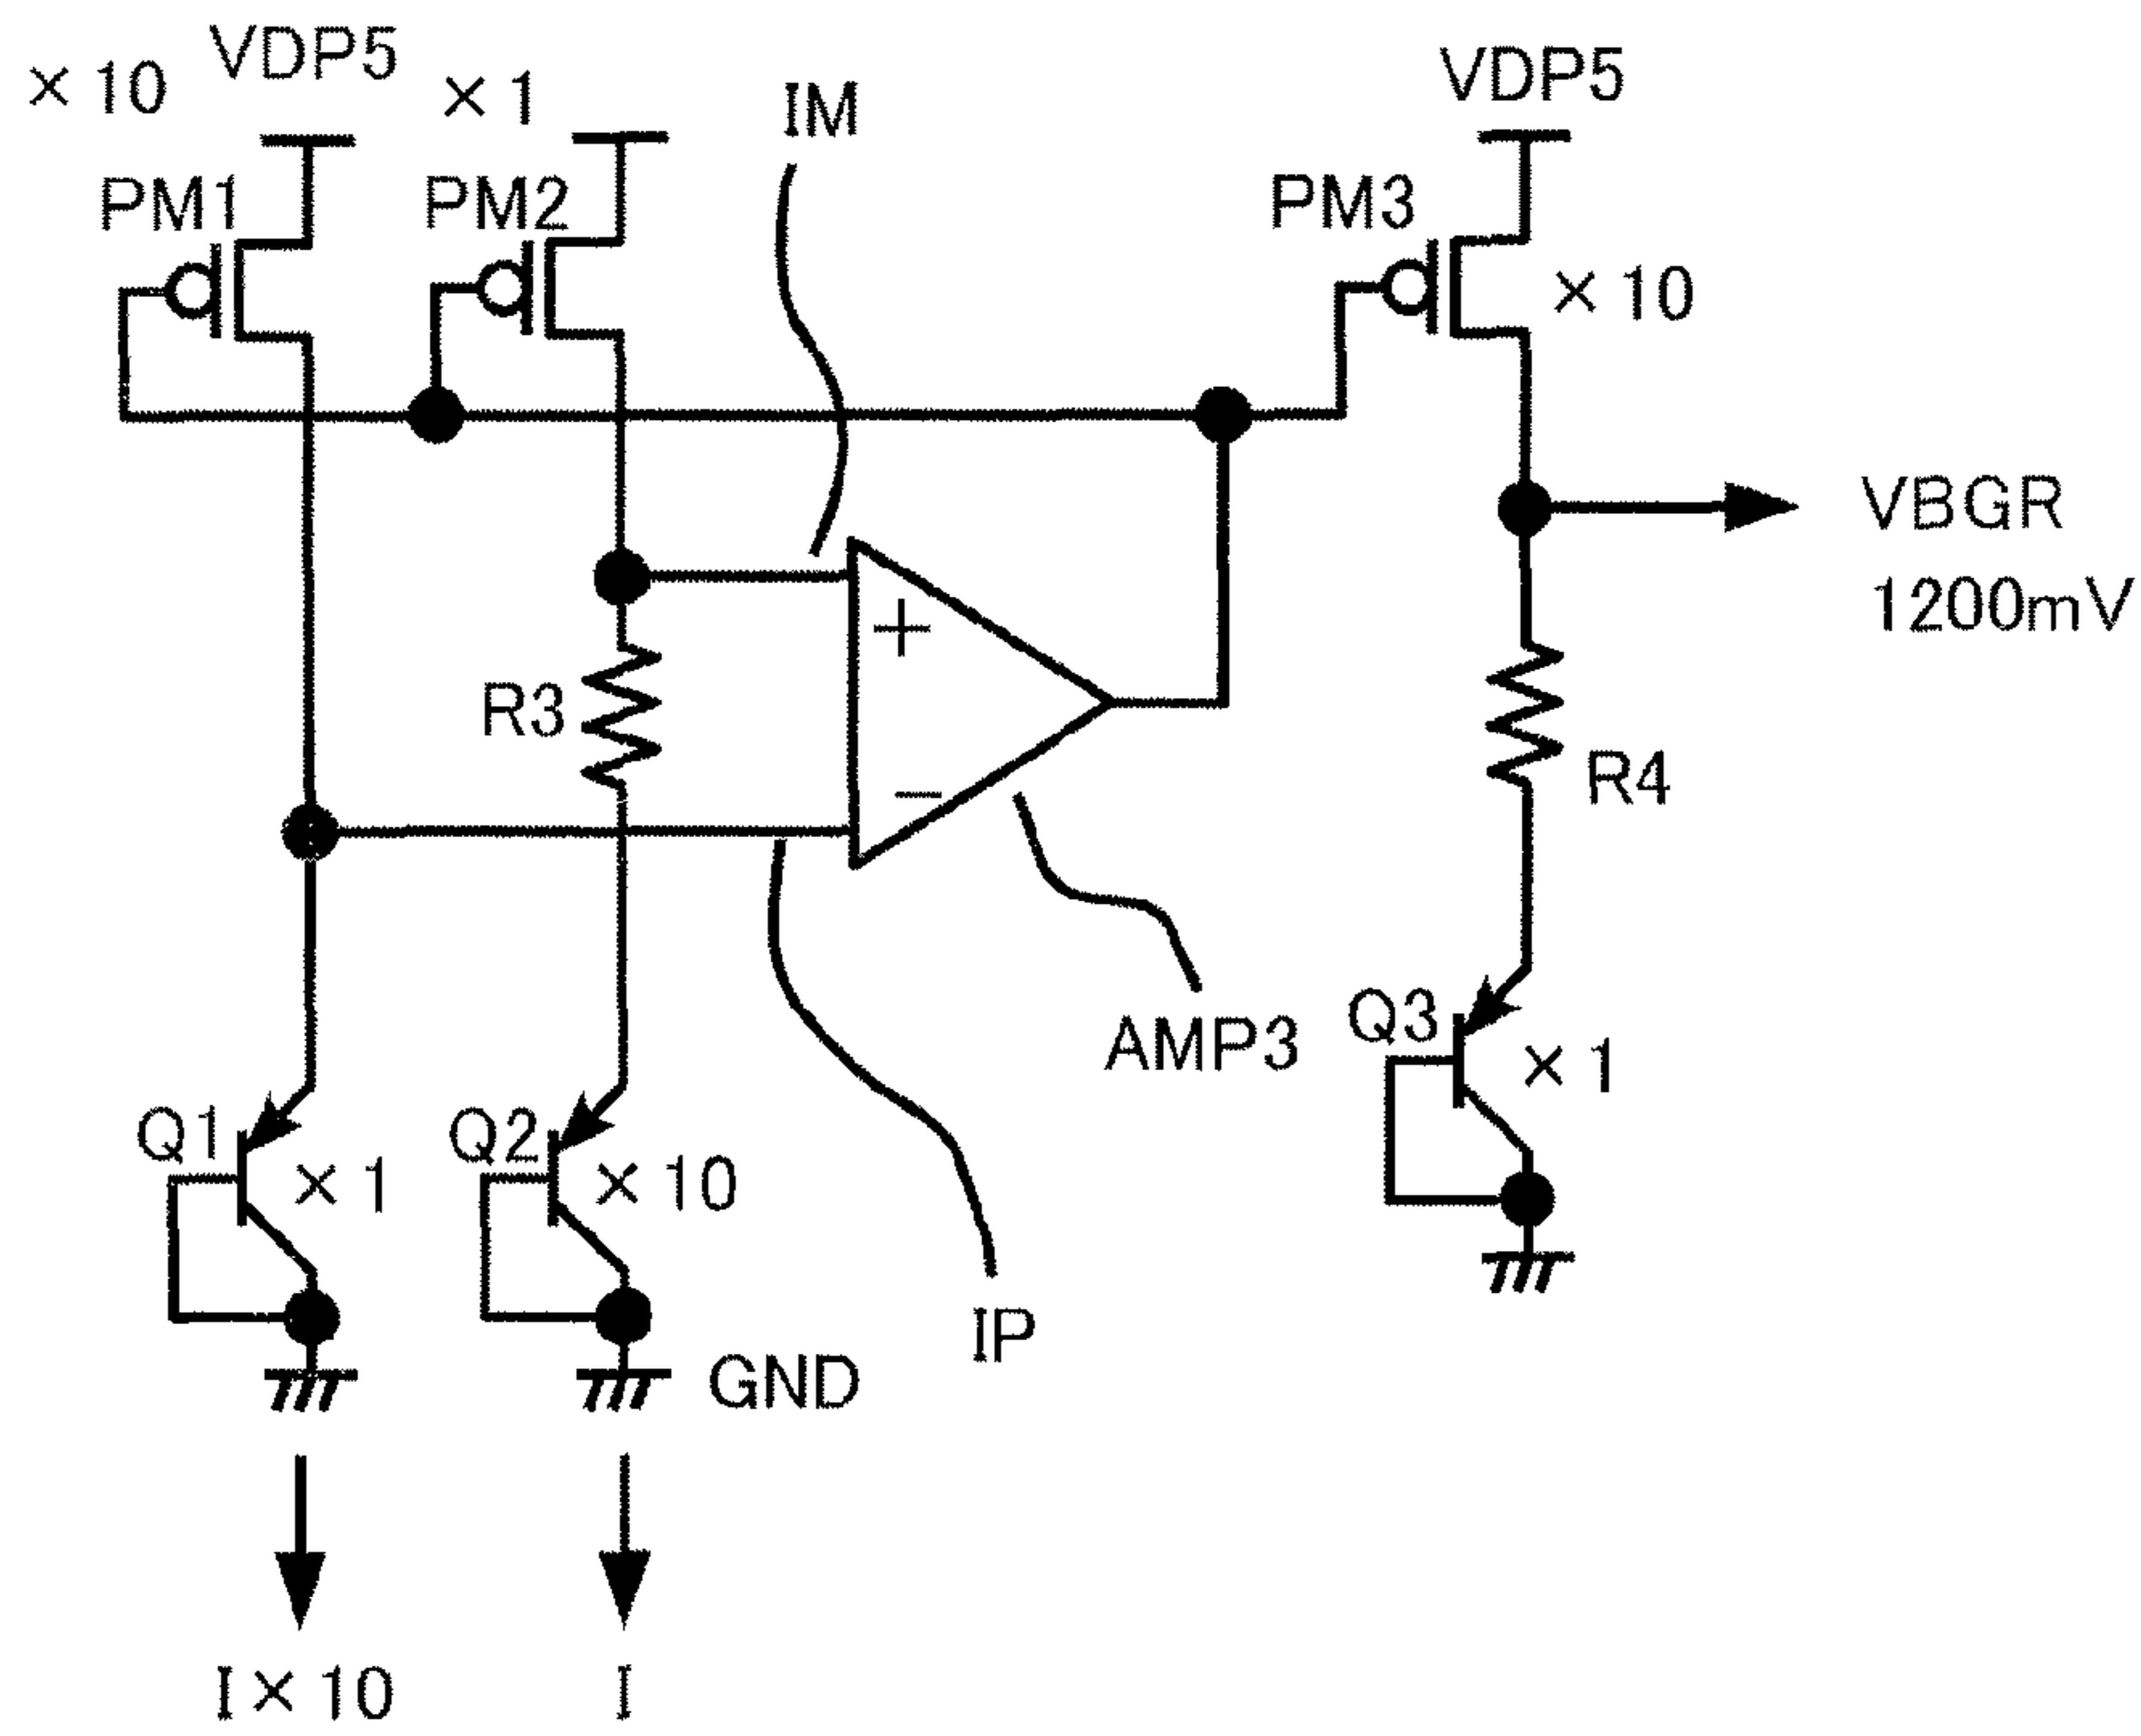 ×10 VDP5 ×1 IM VDP5
PM1 PM2 PM3
×10
VBGR
1200mV
+
R3
−
R4
AMP3
Q3 ×1
Q1 ×1
Q2 ×10
IP
GND
I×10 I